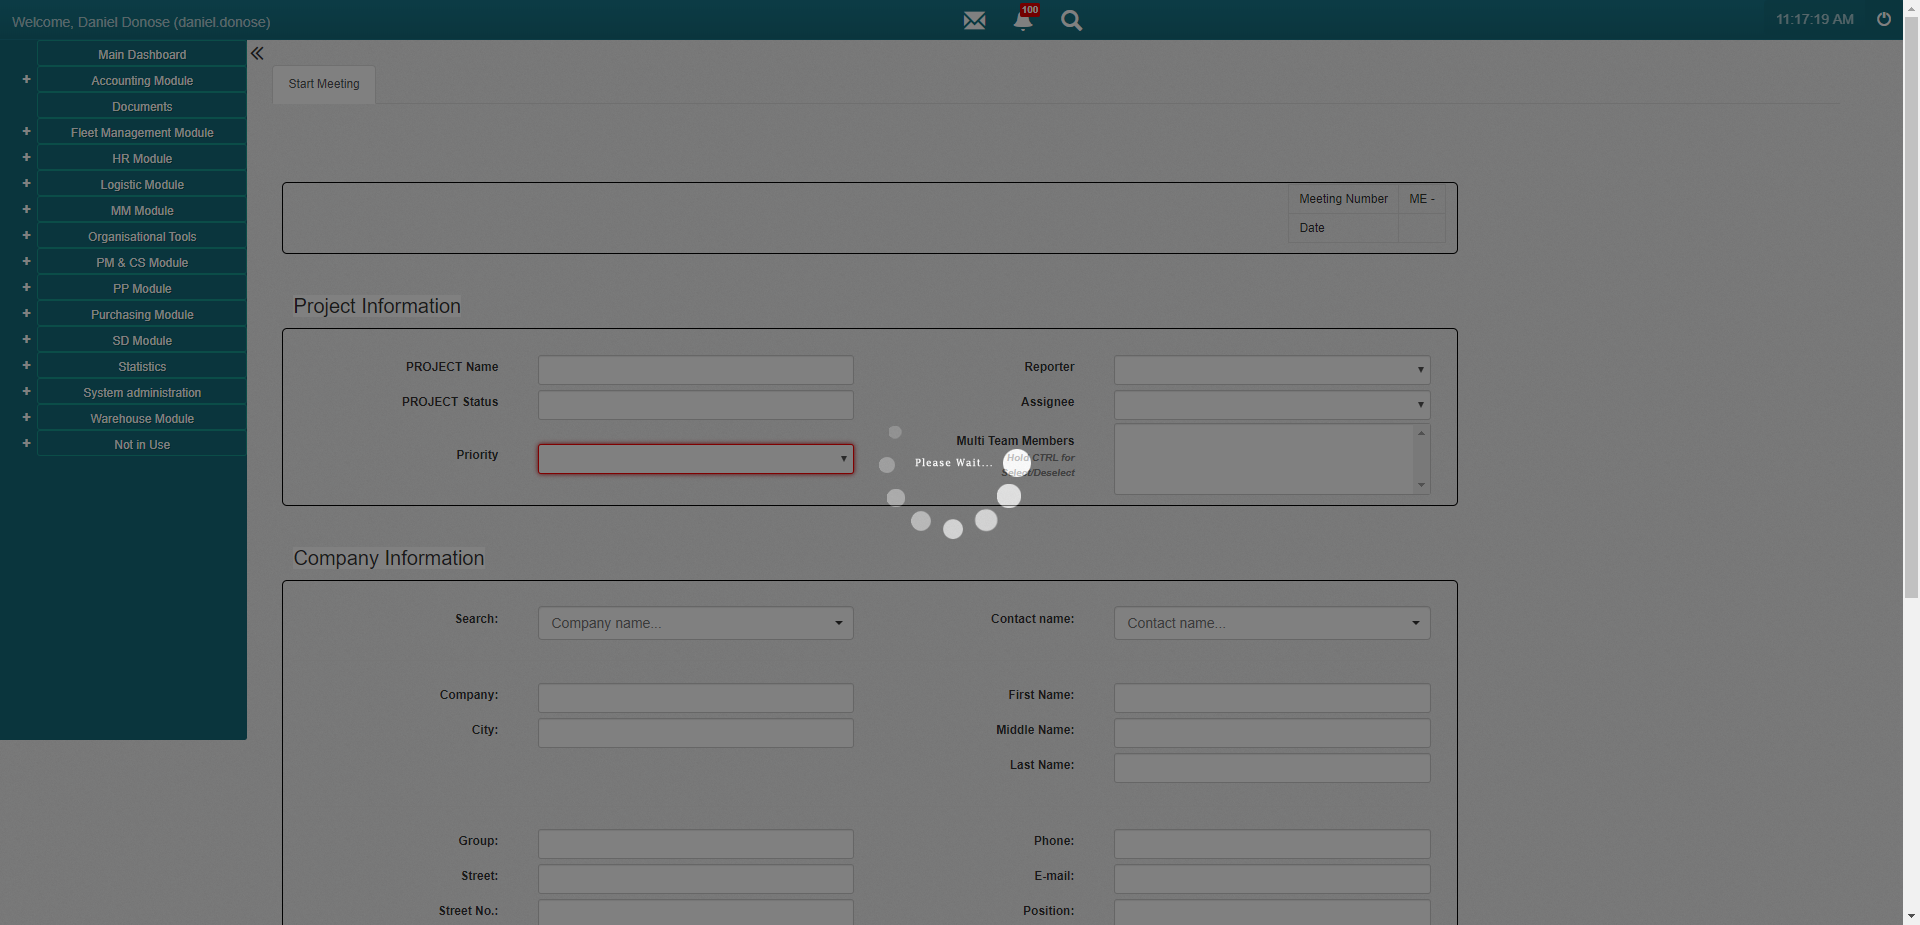 Welcome, Daniel Donose (daniel.donose)
100
11:17:19 AM
Main Dashboard
Accounting Module
Documents
Fleet Management Module
HR Module
Logistic Module
MM Module
Organisational Tools
PM & CS Module
PP Module
Purchasing Module
SD Module
Statistics
System administration
Warehouse Module
Not in Use
Start Meeting
Meeting Number ME -
Date
Project Information
PROJECT Name
Reporter
PROJECT Status
Assignee
Priority
Multi Team Members
Hold CTRL for
Select/Deselect
Please Wait...
Company Information
Search: Company name...
Contact name: Contact name...
Company:
First Name:
City:
Middle Name:
Last Name:
Group:
Phone:
Street:
E-mail:
Street No.:
Position: